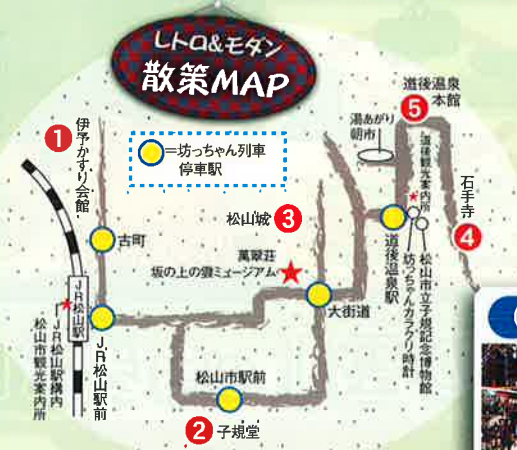 レトロ&モダン
散策MAP
=坊っちゃん列車
停車駅
1
伊予かすり会館
古町
JR松山駅
JR松山駅前
JR松山駅構内
松山市観光案内所
松山城
3
萬翠荘
坂の上の雲ミュージアム
大街道
松山市駅前
2
子規堂
湯あがり
朝市
5
道後温泉
本館
道後観光案内所
石手寺
4
道後温泉駅
坊っちゃんカラクリ時計
松山市立子規記念博物館